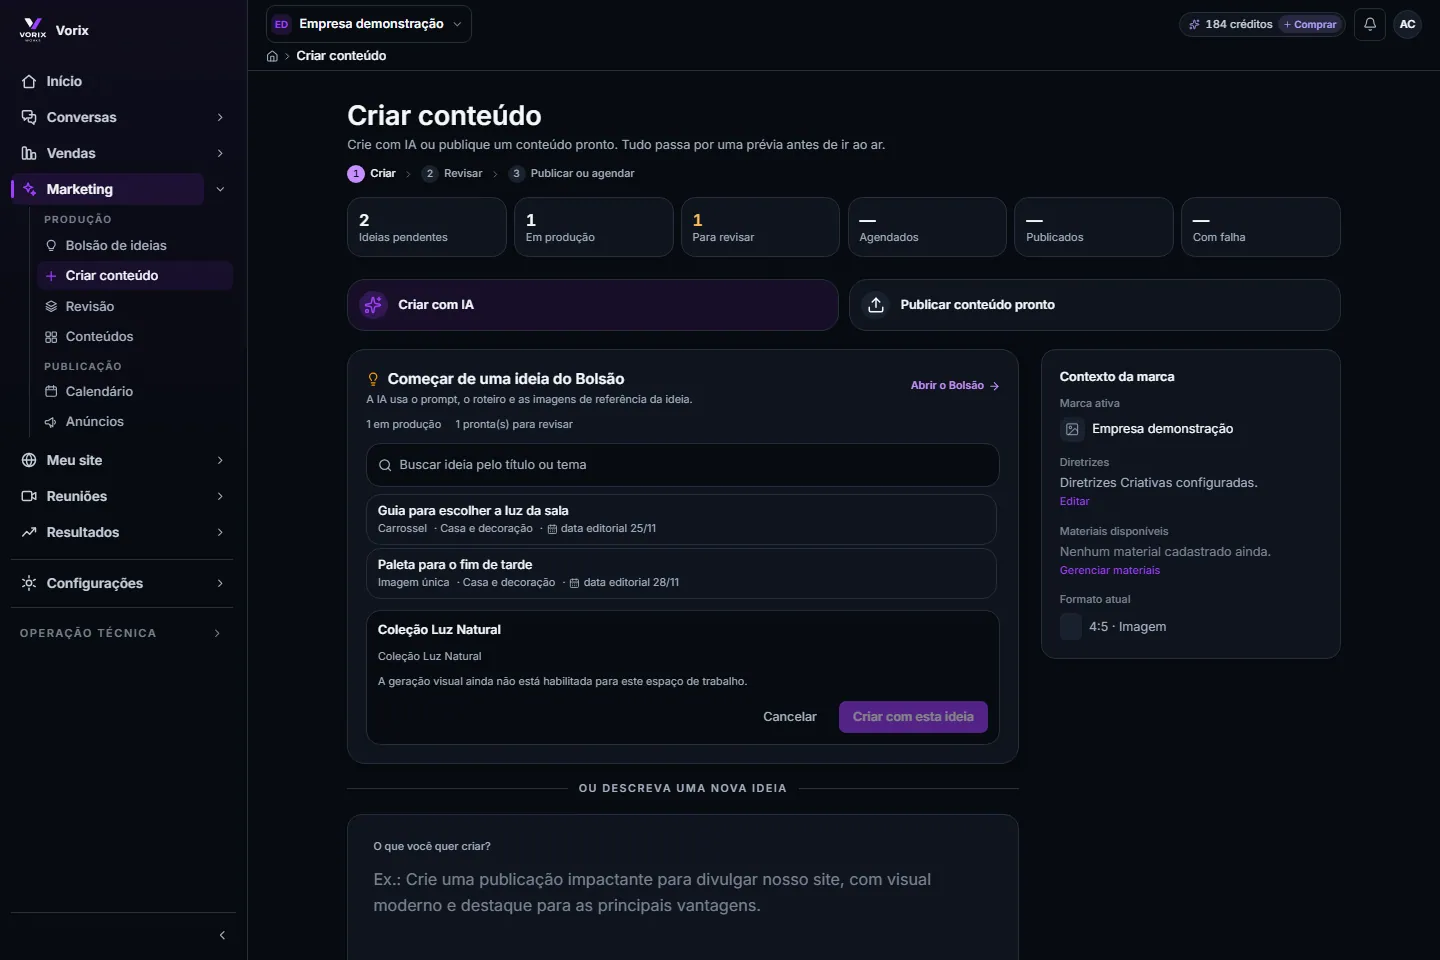 VORIX
WORKS
Vorix
Início
Conversas
Vendas
Marketing
PRODUÇÃO
Bolsão de ideias
Criar conteúdo
Revisão
Conteúdos
PUBLICAÇÃO
Calendário
Anúncios
Meu site
Reuniões
Resultados
Configurações
OPERAÇÃO TÉCNICA
ED Empresa demonstração
184 créditos + Comprar
AC
Criar conteúdo
Criar conteúdo
Crie com IA ou publique um conteúdo pronto. Tudo passa por uma prévia antes de ir ao ar.
1 Criar 2 Revisar 3 Publicar ou agendar
2
Ideias pendentes
1
Em produção
1
Para revisar
—
Agendados
—
Publicados
—
Com falha
Criar com IA
Publicar conteúdo pronto
Começar de uma ideia do Bolsão
A IA usa o prompt, o roteiro e as imagens de referência da ideia.
Abrir o Bolsão →
1 em produção 1 pronta(s) para revisar
Buscar ideia pelo título ou tema
Guia para escolher a luz da sala
Carrossel · Casa e decoração · data editorial 25/11
Paleta para o fim de tarde
Imagem única · Casa e decoração · data editorial 28/11
Coleção Luz Natural
Coleção Luz Natural
A geração visual ainda não está habilitada para este espaço de trabalho.
Cancelar
Criar com esta ideia
OU DESCREVA UMA NOVA IDEIA
O que você quer criar?
Ex.: Crie uma publicação impactante para divulgar nosso site, com visual
moderno e destaque para as principais vantagens.
Contexto da marca
Marca ativa
Empresa demonstração
Diretrizes
Diretrizes Criativas configuradas.
Editar
Materiais disponíveis
Nenhum material cadastrado ainda.
Gerenciar materiais
Formato atual
4:5 · Imagem